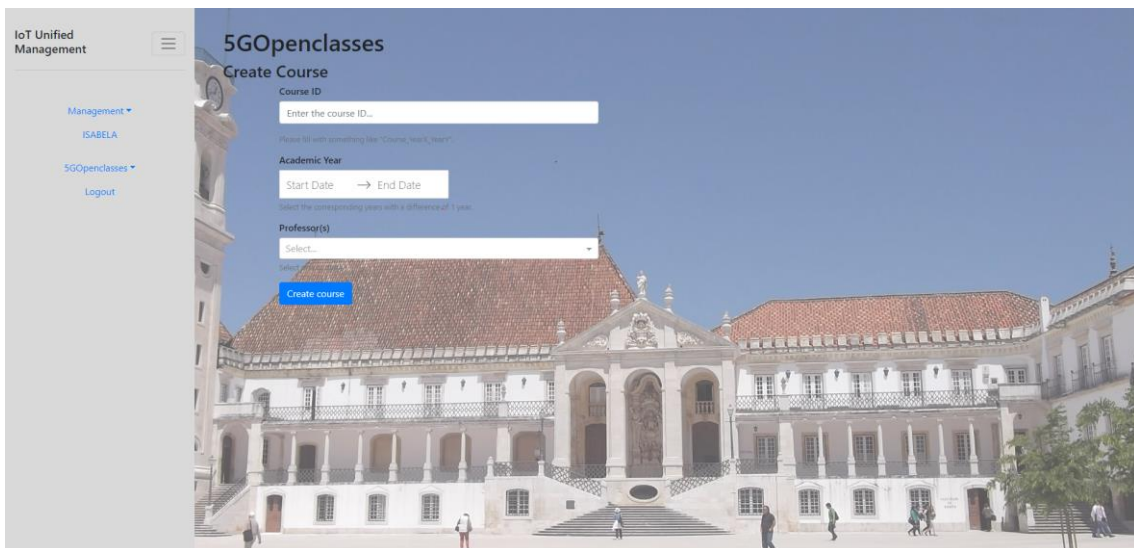 IoT Unified
Management
Management
ISABELA
5GOpenclasses
Logout
5GOpenclasses
Create Course
Course ID
Enter the course ID...
Please fill with something like "Course_YearX_YearY".
Academic Year
Start Date → End Date
Select the corresponding years with a difference of 1 year.
Professor(s)
Select...
Select
Create course